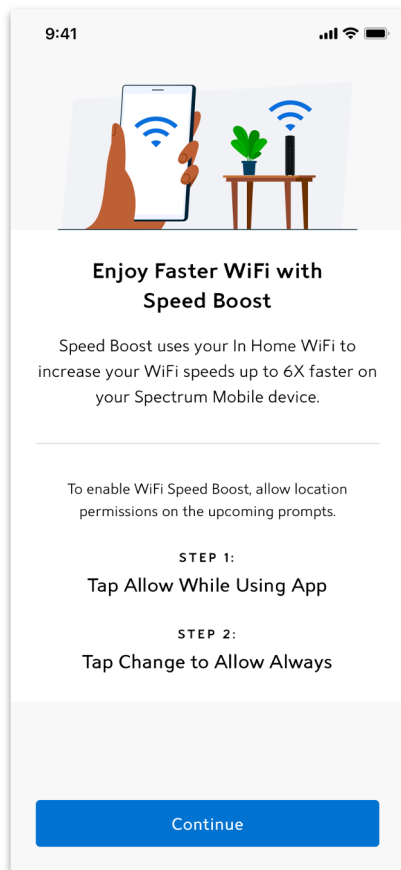 9:41
Enjoy Faster WiFi with
Speed Boost
Speed Boost uses your In Home WiFi to
increase your WiFi speeds up to 6X faster on
your Spectrum Mobile device.
To enable WiFi Speed Boost, allow location
permissions on the upcoming prompts.
STEP 1:
Tap Allow While Using App
STEP 2:
Tap Change to Allow Always
Continue